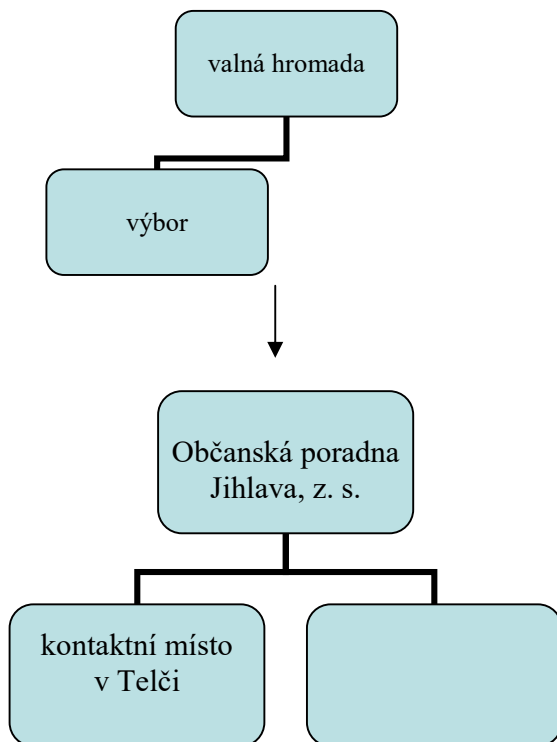 valná hromada
výbor
Občanská poradna
Jihlava, z. s.
kontaktní místo
v Telči